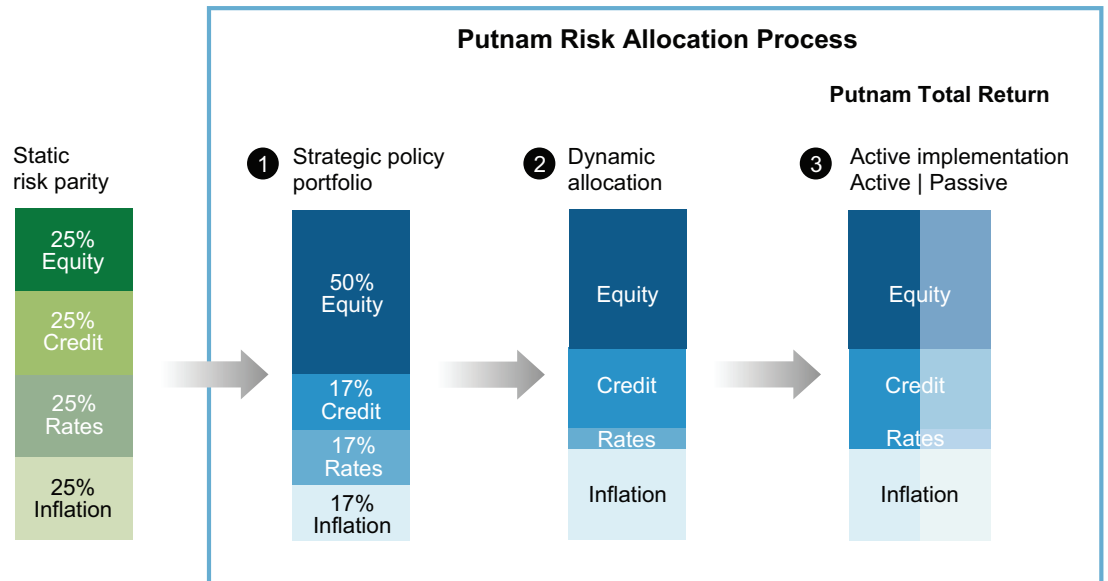 Putnam Risk Allocation Process
Putnam Total Return
Static
risk parity
25%
Equity
25%
Credit
25%
Rates
25%
Inflation
1 Strategic policy
portfolio
50%
Equity
17%
Credit
17%
Rates
17%
Inflation
2 Dynamic
allocation
Equity
Credit
Rates
Inflation
3 Active implementation
Active | Passive
Equity
Credit
Rates
Inflation